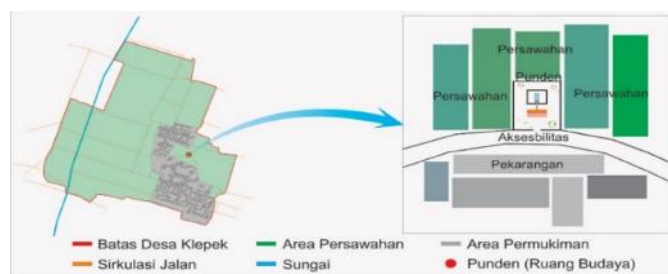 Persawahan
Punden
Persawahan
Persawahan
Aksesbilitas
Pekarangan
Batas Desa Klepek
Area Persawahan
Area Permukiman
Sirkulasi Jalan
Sungai
Punden (Ruang Budaya)